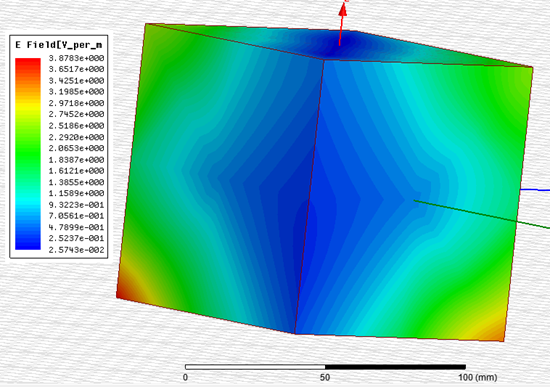 E Field[V_per_m
3.8783e+000
3.6517e+000
3.4251e+000
3.1985e+000
2.9718e+000
2.7452e+000
2.5186e+000
2.2920e+000
2.0653e+000
1.8387e+000
1.6121e+000
1.3855e+000
1.1589e+000
9.3223e-001
7.0561e-001
4.7899e-001
2.5237e-001
2.5743e-002
0 50 100 (mm)